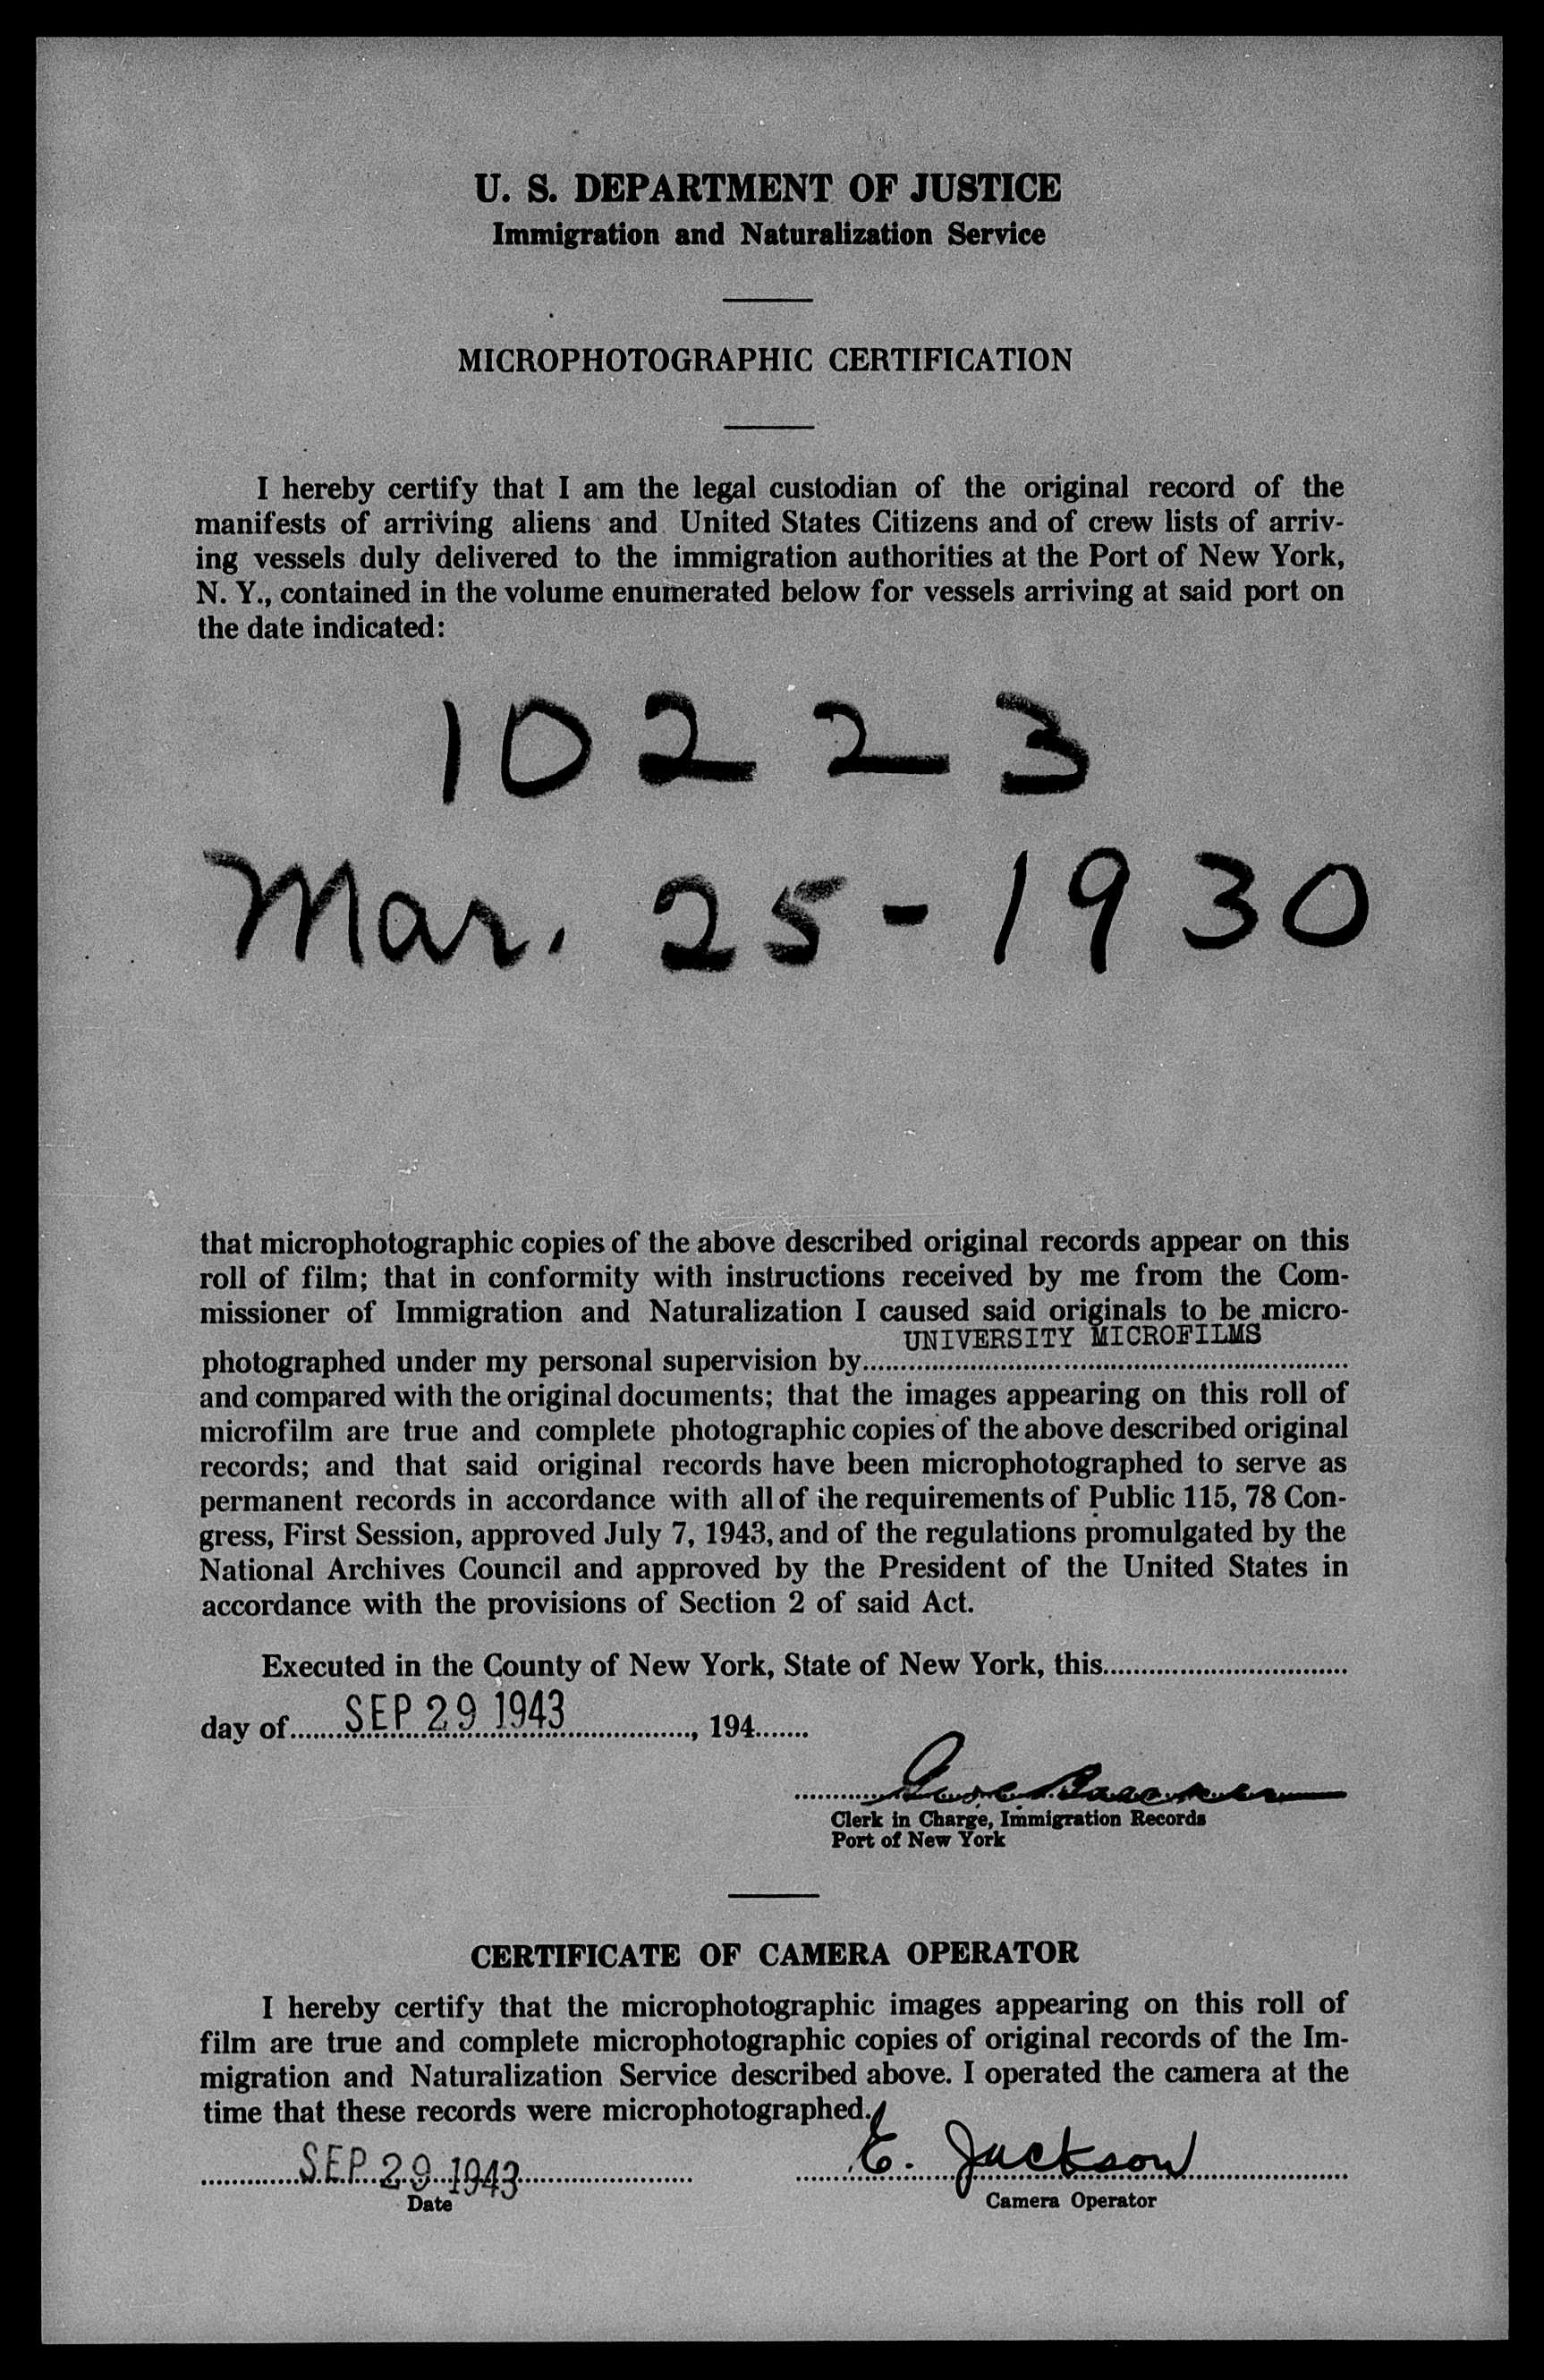 U. S. DEPARTMENT OF JUSTICE
Immigration and Naturalization Service
MICROPHOTOGRAPHIC CERTIFICATION
I hereby certify that I am the legal custodian of the original record of the
manifests of arriving aliens and United States Citizens and of crew lists of arriv-
ing vessels duly delivered to the immigration authorities at the Port of New York,
N. Y., contained in the volume enumerated below for vessels arriving at said port on
the date indicated:
10223
Mar. 25-1930
that microphotographic copies of the above described original records appear on this
roll of film; that in conformity with instructions received by me from the Com-
missioner of Immigration and Naturalization I caused said originals to be micro-
photographed under my personal supervision by UNIVERSITY MICROFILMS
and compared with the original documents; that the images appearing on this roll of
microfilm are true and complete photographic copies of the above described original
records; and that said original records have been microphotographed to serve as
permanent records in accordance with all of the requirements of Public 115, 78 Con-
gress, First Session, approved July 7, 1943, and of the regulations promulgated by the
National Archives Council and approved by the President of the United States in
accordance with the provisions of Section 2 of said Act.
Executed in the County of New York, State of New York, this
day of SEP 29 1943, 194
Clerk in Charge, Immigration Records
Port of New York
CERTIFICATE OF CAMERA OPERATOR
I hereby certify that the microphotographic images appearing on this roll of
film are true and complete microphotographic copies of original records of the Im-
migration and Naturalization Service described above. I operated the camera at the
time that these records were microphotographed.
SEP 29 1943 E. Jackson
Date Camera Operator